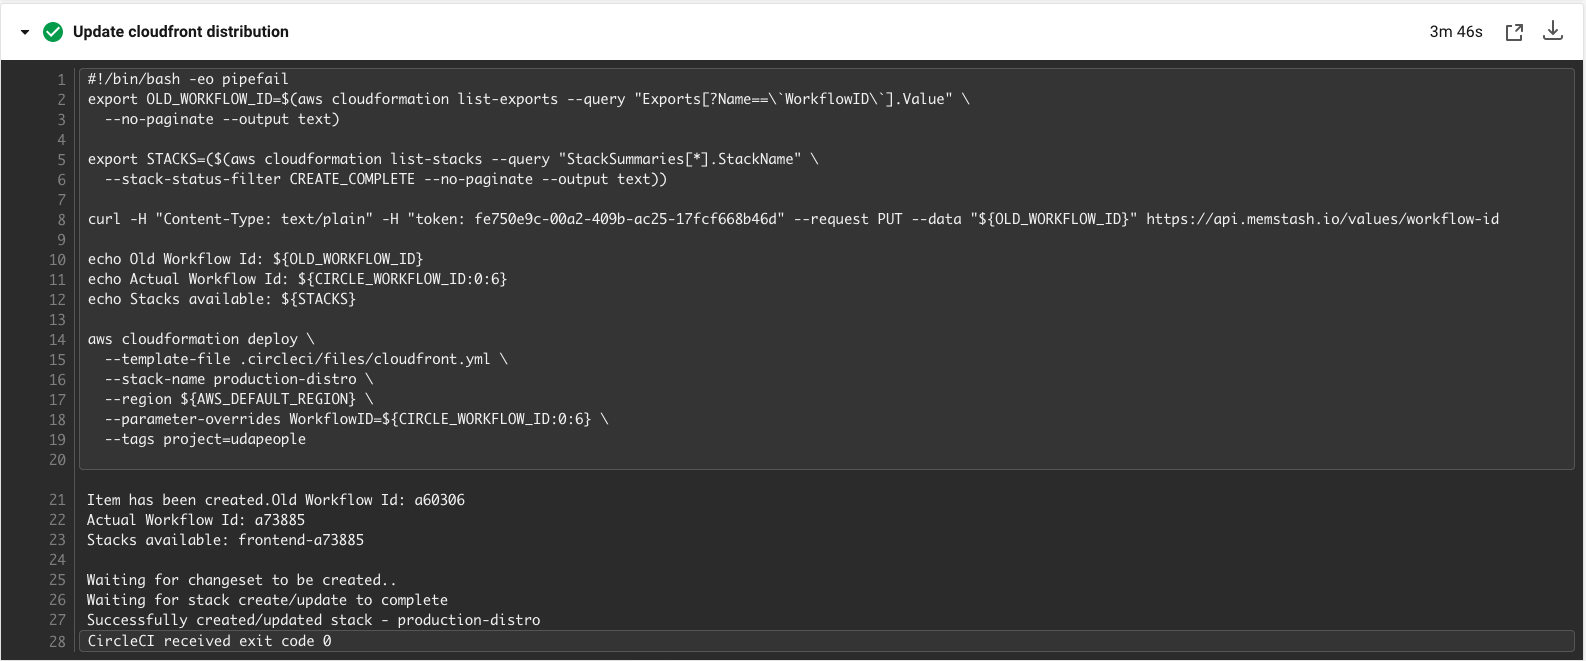 Update cloudfront distribution
3m 46s
1 #!/bin/bash -eo pipefail
2 export OLD_WORKFLOW_ID=$(aws cloudformation list-exports --query "Exports[?Name==\`WorkflowID\`].Value" \
3   --no-paginate --output text)
4
5 export STACKS=($(aws cloudformation list-stacks --query "StackSummaries[*].StackName" \
6   --stack-status-filter CREATE_COMPLETE --no-paginate --output text))
7
8 curl -H "Content-Type: text/plain" -H "token: fe750e9c-00a2-409b-ac25-17fcf668b46d" --request PUT --data "${OLD_WORKFLOW_ID}" https://api.memstash.io/values/workflow-id
9
10 echo Old Workflow Id: ${OLD_WORKFLOW_ID}
11 echo Actual Workflow Id: ${CIRCLE_WORKFLOW_ID:0:6}
12 echo Stacks available: ${STACKS}
13
14 aws cloudformation deploy \
15   --template-file .circleci/files/cloudfront.yml \
16   --stack-name production-distro \
17   --region ${AWS_DEFAULT_REGION} \
18   --parameter-overrides WorkflowID=${CIRCLE_WORKFLOW_ID:0:6} \
19   --tags project=udapeople
20
21 Item has been created.Old Workflow Id: a60306
22 Actual Workflow Id: a73885
23 Stacks available: frontend-a73885
24
25 Waiting for changeset to be created..
26 Waiting for stack create/update to complete
27 Successfully created/updated stack - production-distro
28 CircleCI received exit code 0